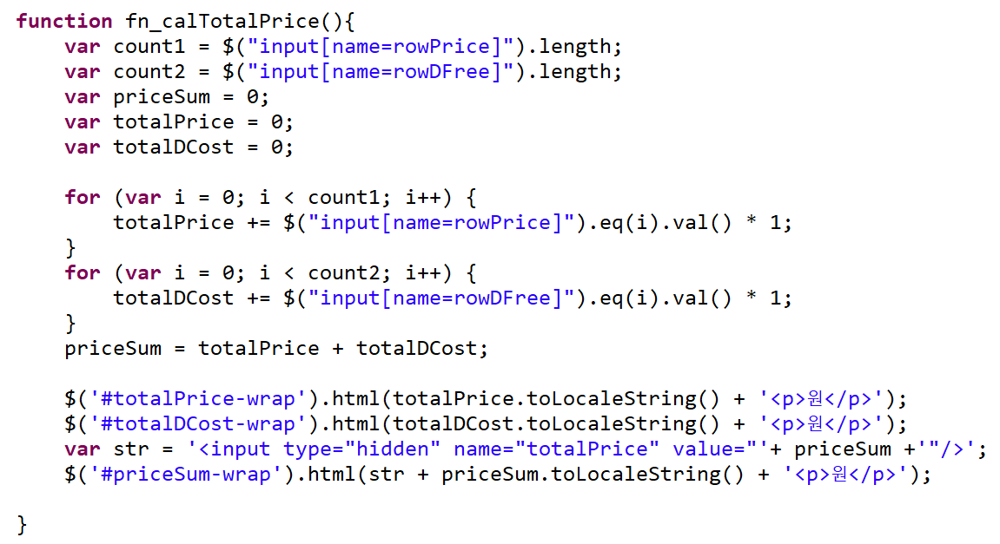 function fn_calTotalPrice(){
    var count1 = $("input[name=rowPrice]").length;
    var count2 = $("input[name=rowDFree]").length;
    var priceSum = 0;
    var totalPrice = 0;
    var totalDCost = 0;

    for (var i = 0; i < count1; i++) {
        totalPrice += $("input[name=rowPrice]").eq(i).val() * 1;
    }
    for (var i = 0; i < count2; i++) {
        totalDCost += $("input[name=rowDFree]").eq(i).val() * 1;
    }
    priceSum = totalPrice + totalDCost;

    $('#totalPrice-wrap').html(totalPrice.toLocaleString() + '<p>원</p>');
    $('#totalDCost-wrap').html(totalDCost.toLocaleString() + '<p>원</p>');
    var str = '<input type="hidden" name="totalPrice" value="'+ priceSum +'"/>';
    $('#priceSum-wrap').html(str + priceSum.toLocaleString() + '<p>원</p>');

}